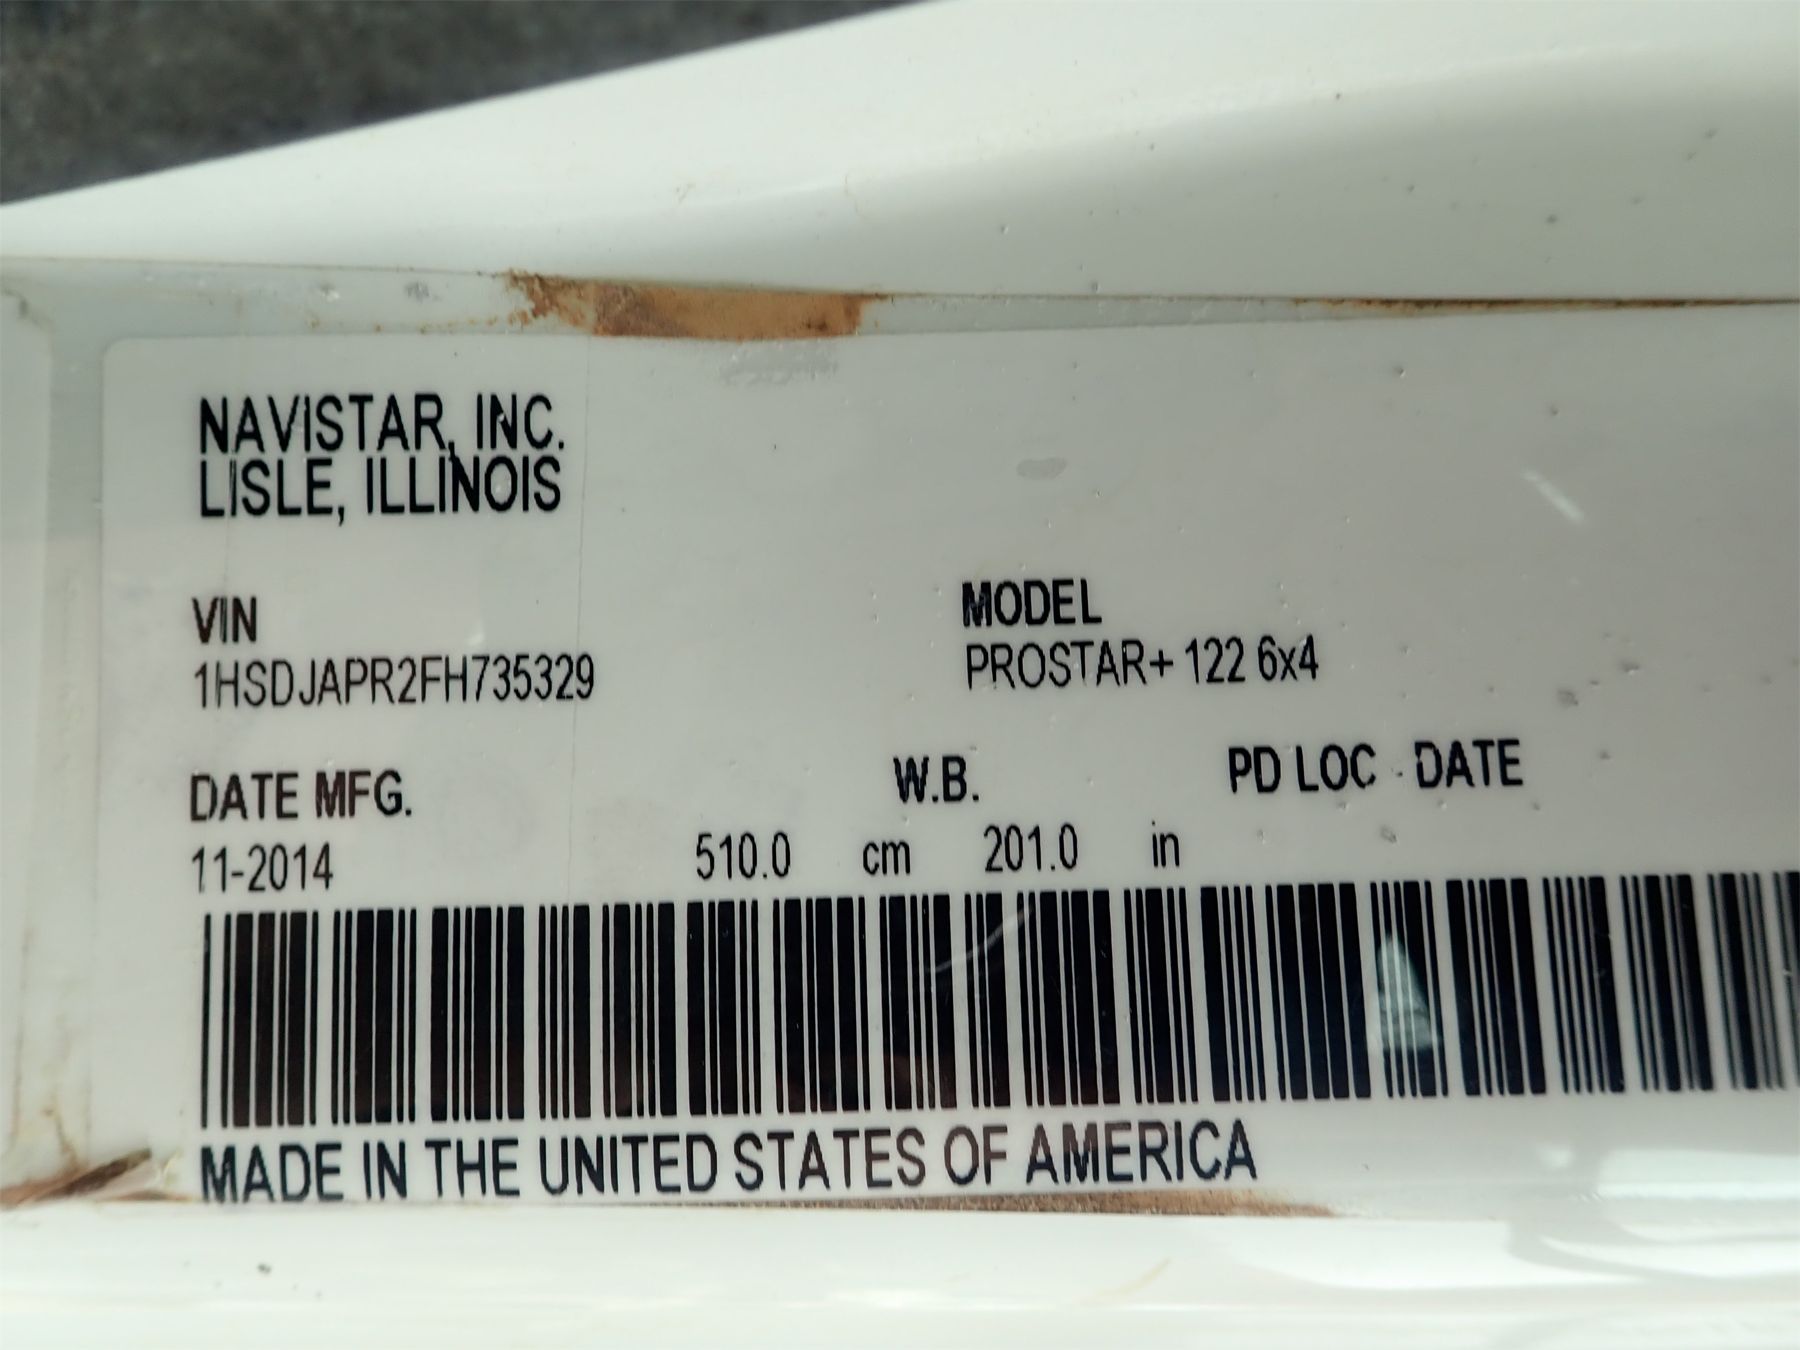 NAVISTAR, INC.
LISLE, ILLINOIS
VIN
1HSDJAPR2FH735329
MODEL
PROSTAR+ 122 6x4
DATE MFG.
11-2014
W.B.
510.0 cm 201.0 in
PD LOC - DATE
MADE IN THE UNITED STATES OF AMERICA